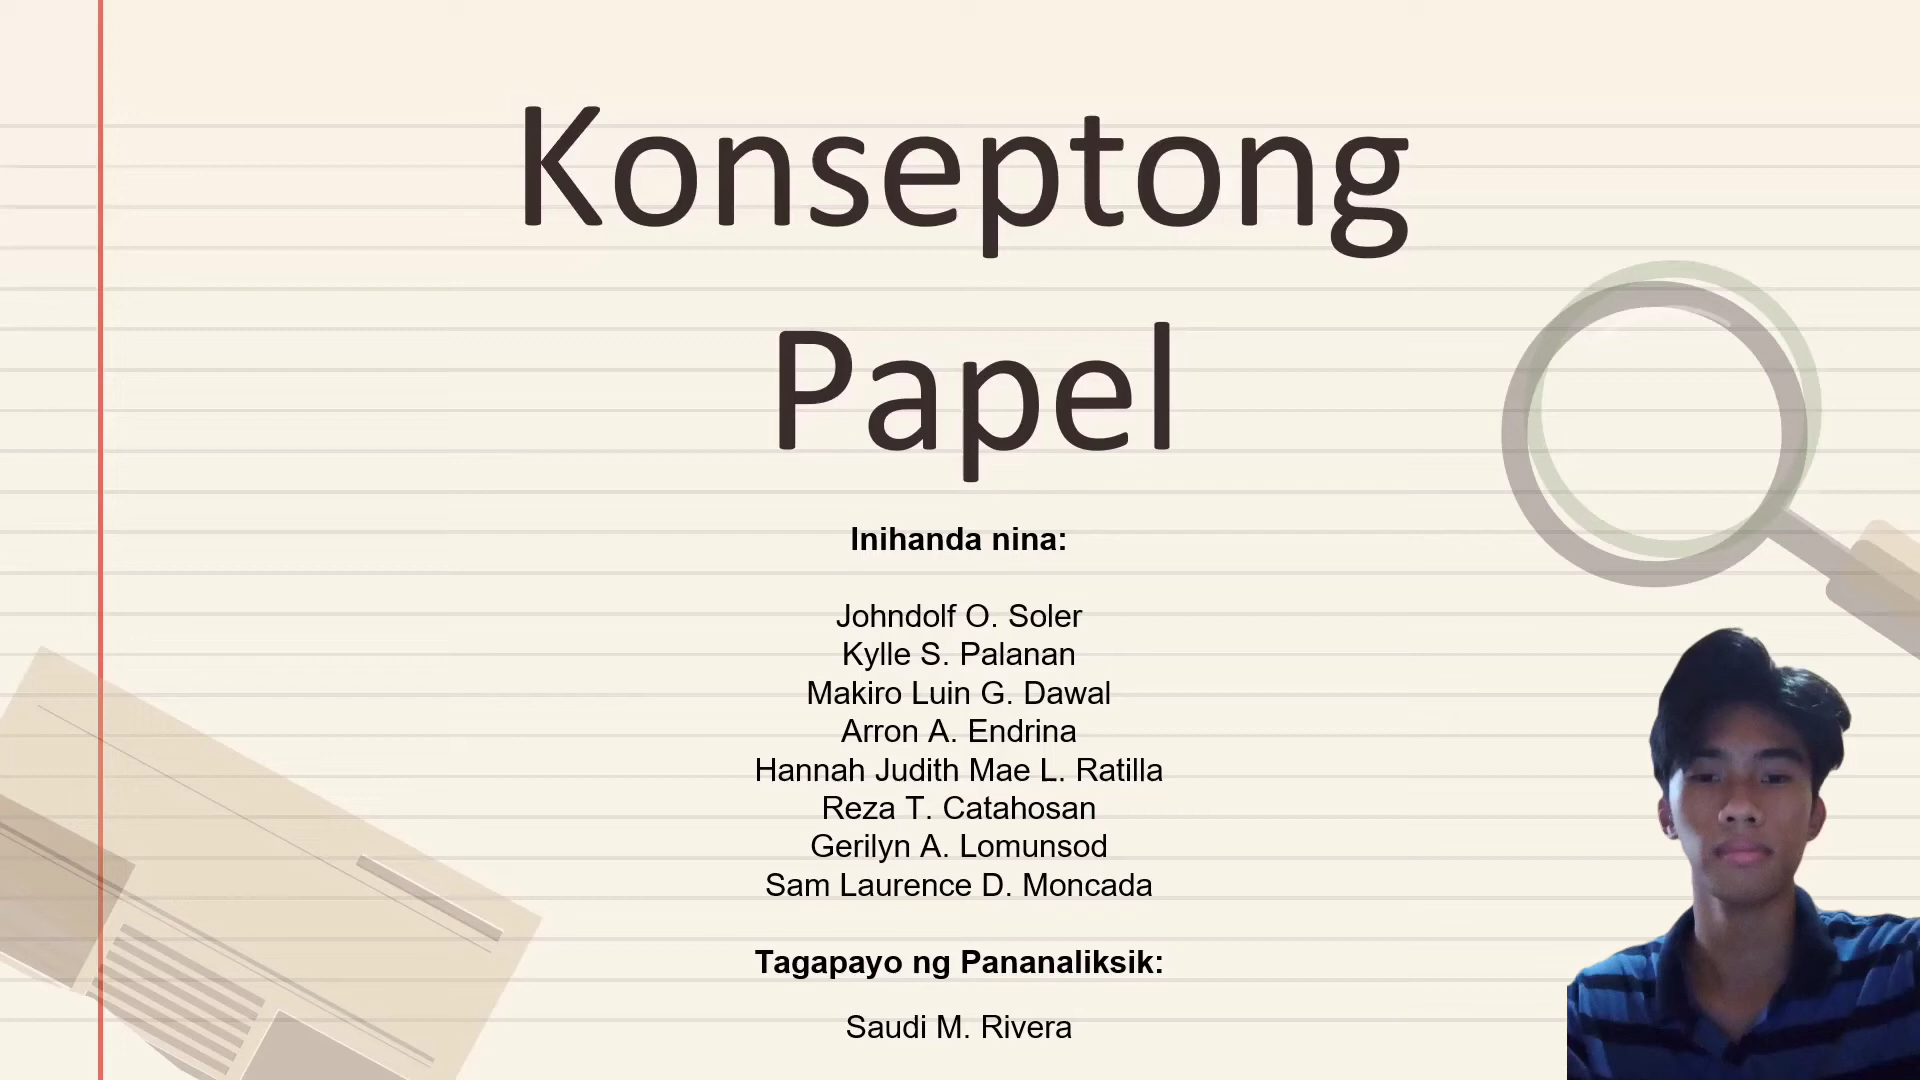 Konseptong
Papel
Inihanda nina:
Johndolf O. Soler
Kylle S. Palanan
Makiro Luin G. Dawal
Arron A. Endrina
Hannah Judith Mae L. Ratilla
Reza T. Catahosan
Gerilyn A. Lomunsod
Sam Laurence D. Moncada
Tagapayo ng Pananaliksik:
Saudi M. Rivera